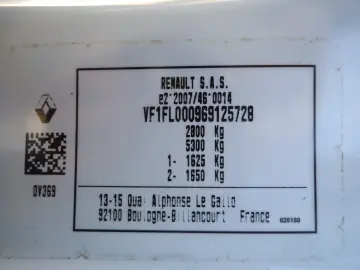 RENAULT S.A.S.
e2*2007/46*0014
VF1FL000969125728
2800 Kg
5300 Kg
1- 1625 Kg
2- 1650 Kg
DV369
13-15 Quai Alphonse Le Gallo
92100 Boulogne-Billancourt France